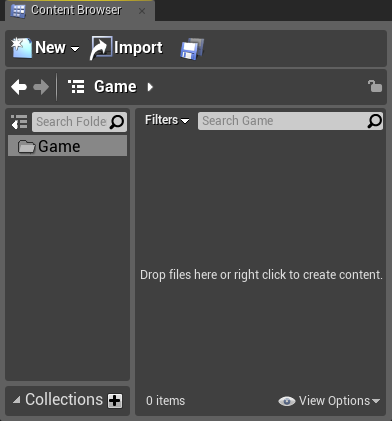 Content Browser
New Import
Game
Search Folde
Filters Search Game
Game
Drop files here or right click to create content.
Collections
0 items View Options